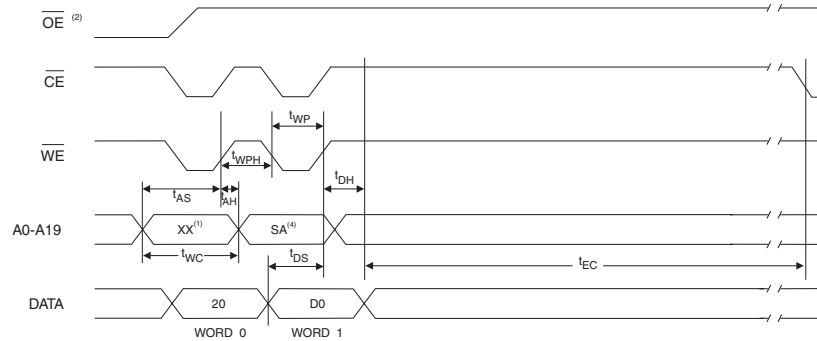 OE (2)
CE
tWP
WE
tWPH
tDH
tAS
tAH
A0-A19
XX(1)
SA(4)
tWC
tDS
tEC
DATA
20
D0
WORD 0
WORD 1